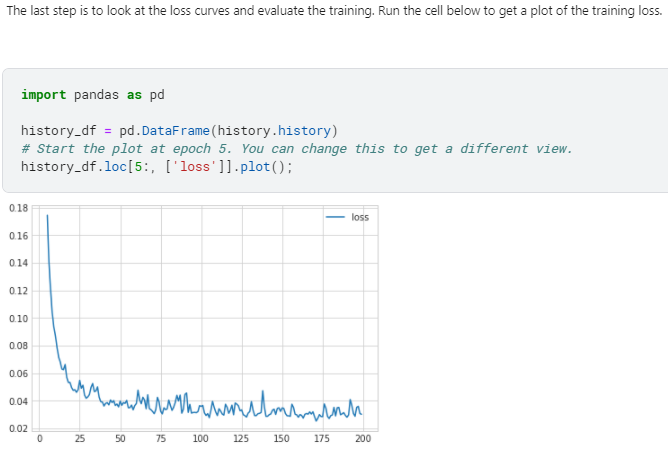 The last step is to look at the loss curves and evaluate the training. Run the cell below to get a plot of the training loss.
import pandas as pd
history_df = pd.DataFrame(history.history)
# Start the plot at epoch 5. You can change this to get a different view.
history_df.loc[5:, ['loss']].plot();
0.18
loss
0.16
0.14
0.12
0.10
0.08
0.06
0.04
0.02
0 25 50 75 100 125 150 175 200